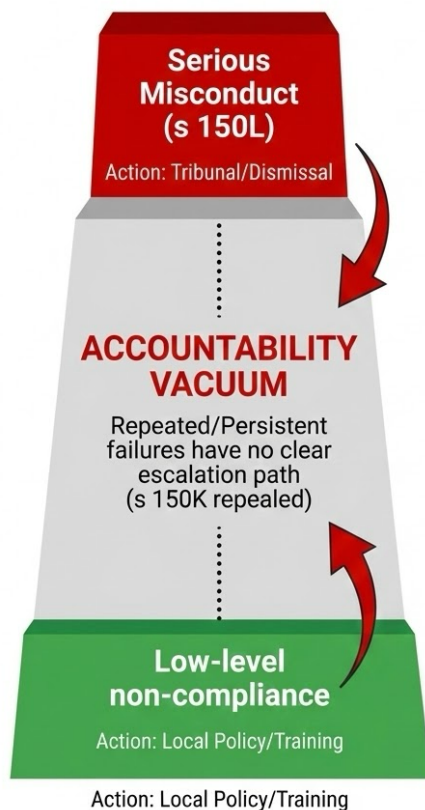 Serious
Misconduct
(s 150L)
Action: Tribunal/Dismissal
ACCOUNTABILITY
VACUUM
Repeated/Persistent
failures have no clear
escalation path
(s 150K repealed)
Low-level
non-compliance
Action: Local Policy/Training
Action: Local Policy/Training